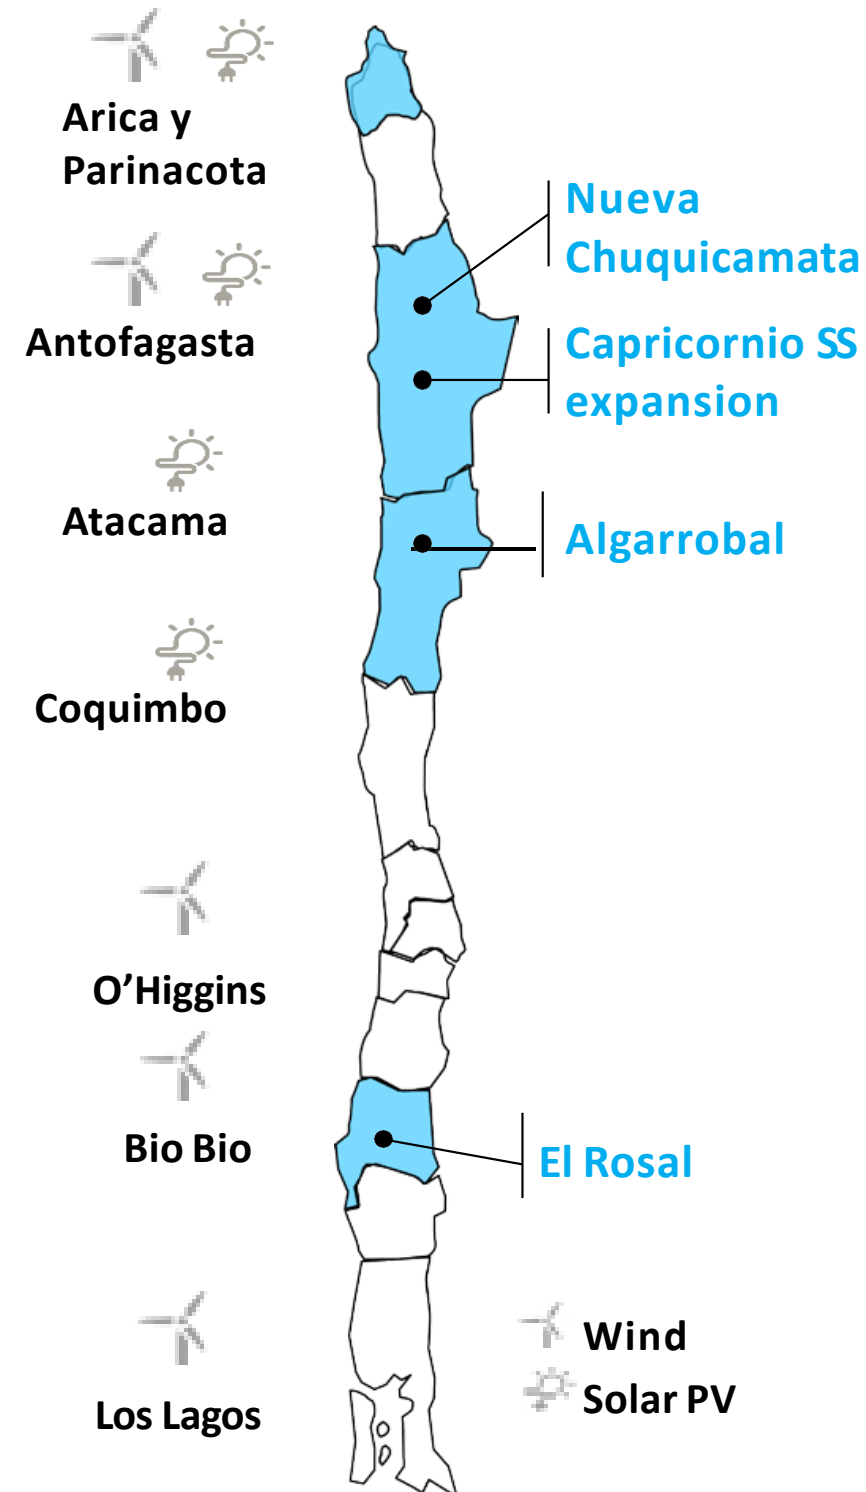 Arica y
Parinacota
Nueva
Chuquicamata
Antofagasta
Capricornio SS
expansion
Atacama
Algarrobal
Coquimbo
O’Higgins
Bio Bio
El Rosal
Wind
Solar PV
Los Lagos